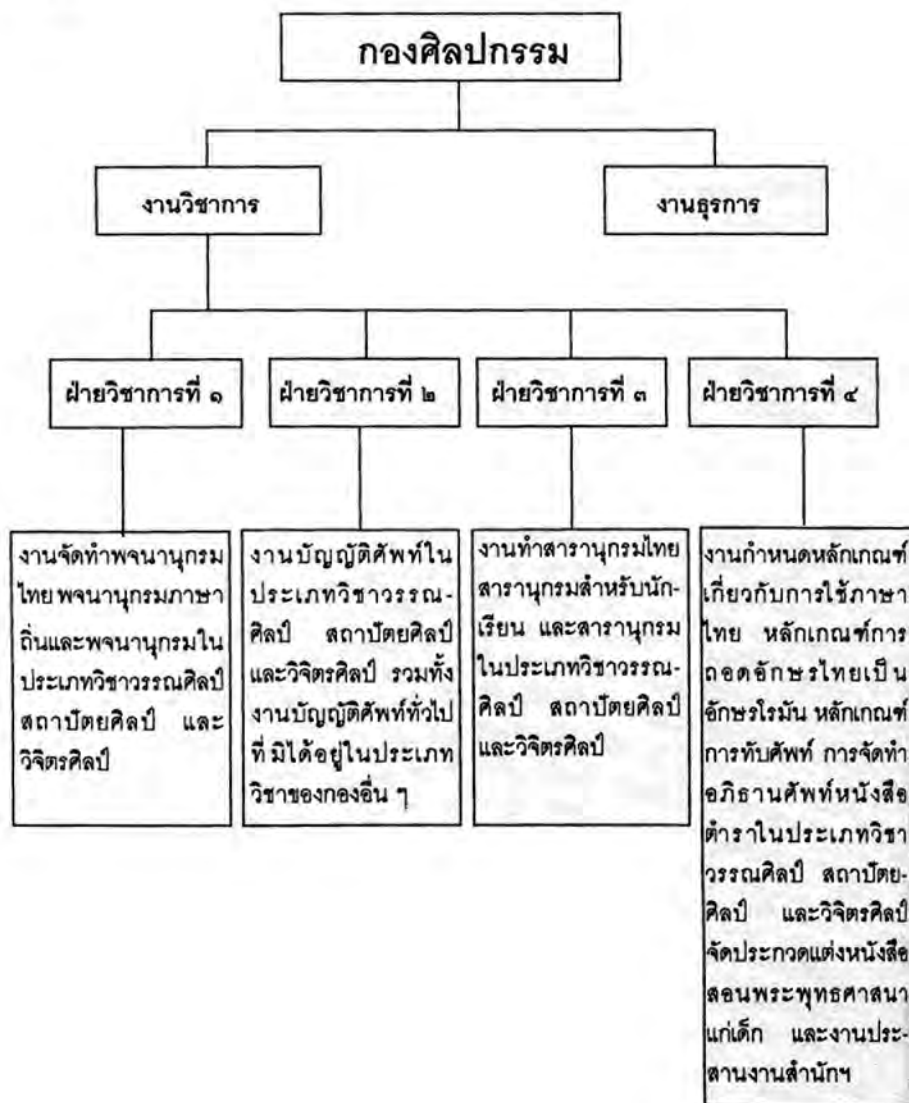 กองศิลปกรรม
งานวิชาการ
งานธุรการ
ฝ่ายวิชาการที่ ๑
ฝ่ายวิชาการที่ ๒
ฝ่ายวิชาการที่ ๓
ฝ่ายวิชาการที่ ๔
งานจัดทำพจนานุกรม
ไทย พจนานุกรมภาษา
ถิ่นและพจนานุกรมใน
ประเภทวิชาวรรณศิลป์
สถาปัตยศิลป์ และ
วิจิตรศิลป์
งานบัญญัติศัพท์ใน
ประเภทวิชาวรรณ-
ศิลป์ สถาปัตยศิลป์
และวิจิตรศิลป์ รวมทั้ง
งานบัญญัติศัพท์ทั่วไป
ที่มิได้อยู่ในประเภท
วิชาของกองอื่น ๆ
งานทำสารานุกรมไทย
สารานุกรมสำหรับนัก-
เรียน และสารานุกรม
ในประเภทวิชาวรรณ-
ศิลป์ สถาปัตยศิลป์
และวิจิตรศิลป์
งานกำหนดหลักเกณฑ์
เกี่ยวกับการใช้ภาษา
ไทย หลักเกณฑ์การ
ถอดอักษรไทยเป็น
อักษรโรมัน หลักเกณฑ์
การทับศัพท์ การจัดทำ
อภิธานศัพท์หนังสือ
ตำราในประเภทวิชา
วรรณศิลป์ สถาปัตย-
ศิลป์ และวิจิตรศิลป์
จัดประกวดแต่งหนังสือ
สอนพระพุทธศาสนา
แก่เด็ก และงานประ-
สานงานสำนักฯ